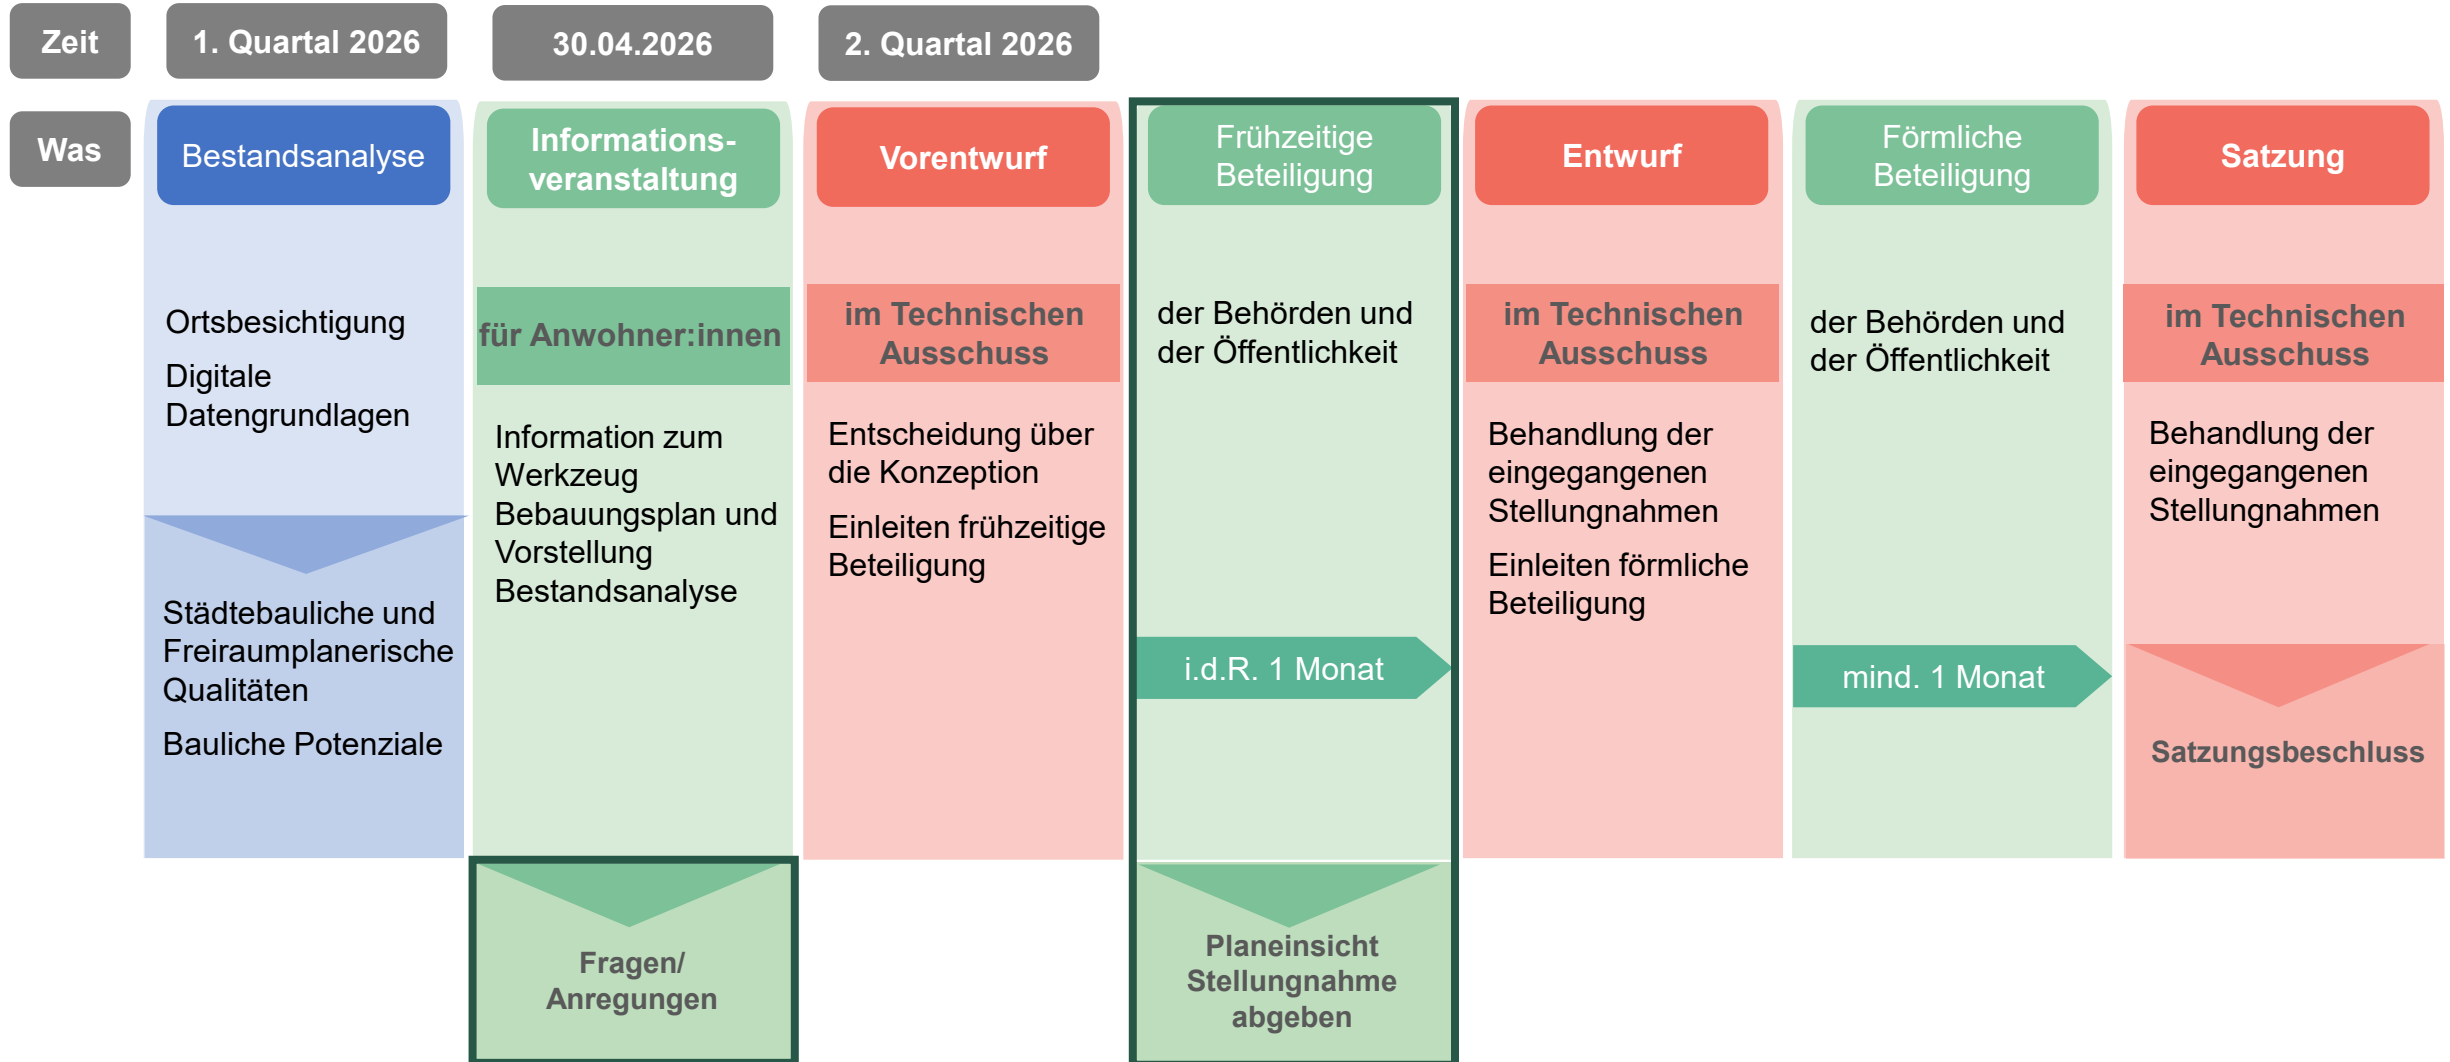 Zeit
1. Quartal 2026
30.04.2026
2. Quartal 2026
Was
Bestandsanalyse
Ortsbesichtigung
Digitale
Datengrundlagen
Städtebauliche und
Freiraumplanerische
Qualitäten
Bauliche Potenziale
Informations-
veranstaltung
für Anwohner:innen
Information zum
Werkzeug
Bebauungsplan und
Vorstellung
Bestandsanalyse
Fragen/
Anregungen
Vorentwurf
im Technischen
Ausschuss
Entscheidung über
die Konzeption
Einleiten frühzeitige
Beteiligung
Frühzeitige
Beteiligung
der Behörden und
der Öffentlichkeit
i.d.R. 1 Monat
Planeinsicht
Stellungnahme
abgeben
Entwurf
im Technischen
Ausschuss
Behandlung der
eingegangenen
Stellungnahmen
Einleiten förmliche
Beteiligung
Förmliche
Beteiligung
der Behörden und
der Öffentlichkeit
mind. 1 Monat
Satzung
im Technischen
Ausschuss
Behandlung der
eingegangenen
Stellungnahmen
Satzungsbeschluss